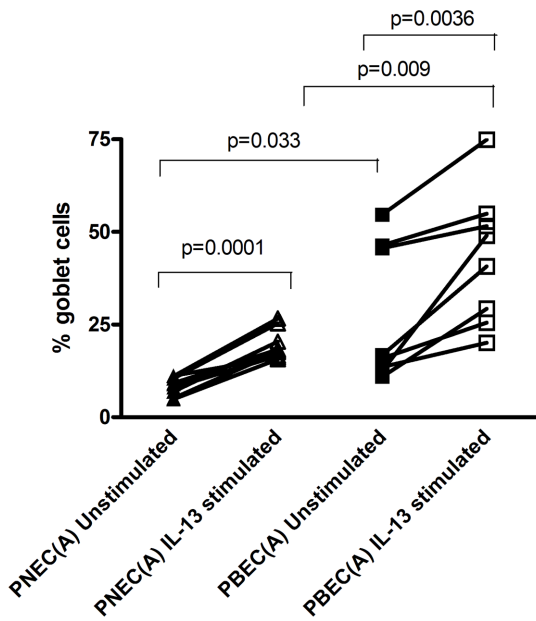 p=0.0036
p=0.009
p=0.033
p=0.0001
75
50
25
0
% goblet cells
PNEC(A) Unstimulated
PNEC(A) IL-13 stimulated
PBEC(A) Unstimulated
PBEC(A) IL-13 stimulated